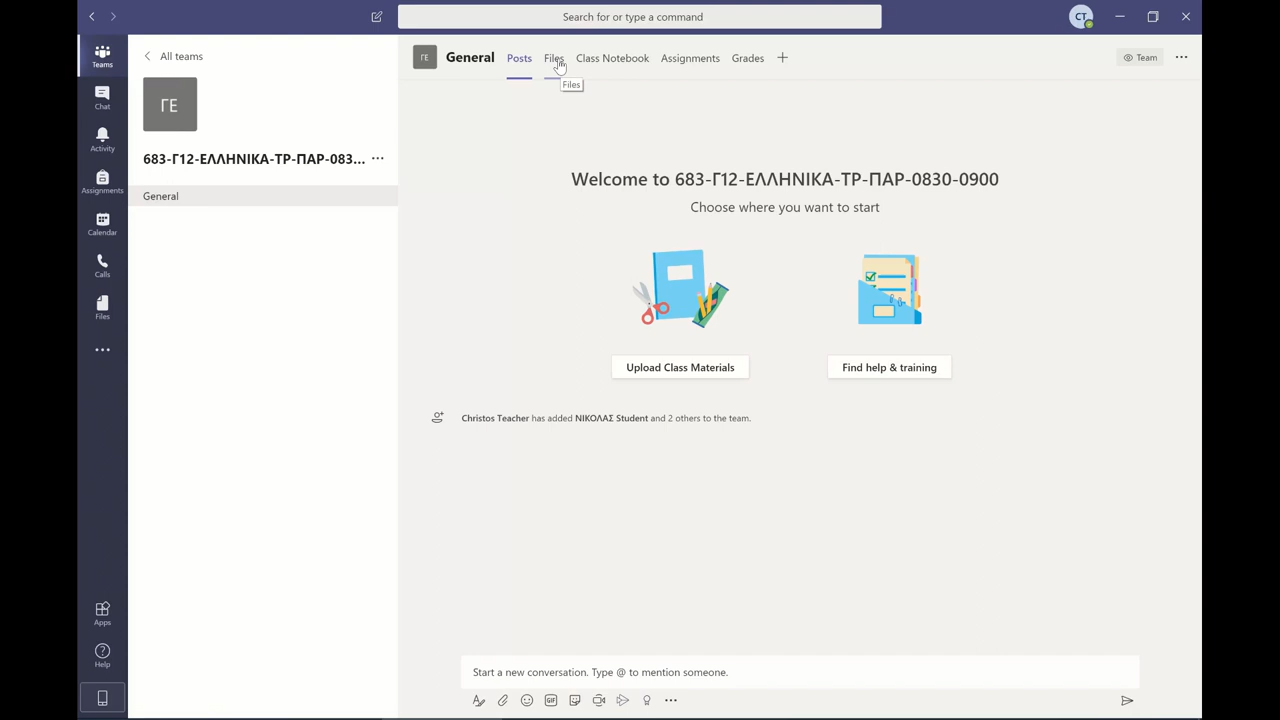 Search for or type a command
CT
Teams
Chat
Activity
Assignments
Calendar
Calls
Files
Apps
Help
All teams
ΓΕ
683-Γ12-ΕΛΛΗΝΙΚΑ-ΤΡ-ΠΑΡ-083...
General
ΓΕ
General
Posts
Files
Class Notebook
Assignments
Grades
Team
Files
Welcome to 683-Γ12-ΕΛΛΗΝΙΚΑ-ΤΡ-ΠΑΡ-0830-0900
Choose where you want to start
Upload Class Materials
Find help & training
Christos Teacher has added ΝΙΚΟΛΑΣ Student and 2 others to the team.
Start a new conversation. Type @ to mention someone.
GIF